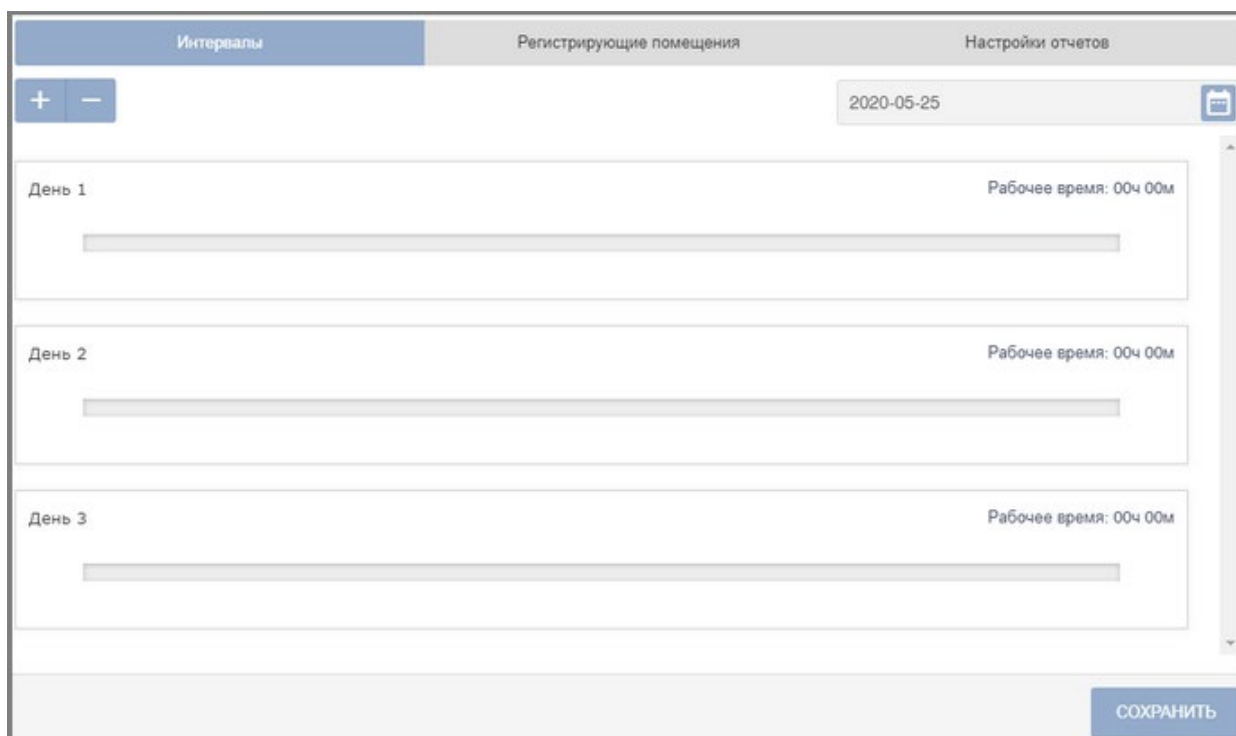 Интервалы Регистрирующие помещения Настройки отчетов
+ − 2020-05-25
День 1 Рабочее время: 00ч 00м
День 2 Рабочее время: 00ч 00м
День 3 Рабочее время: 00ч 00м
СОХРАНИТЬ